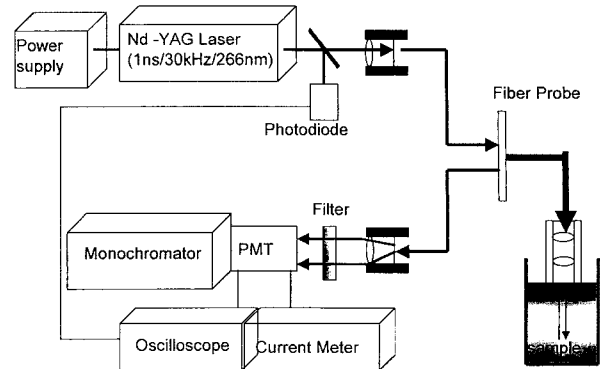 Power
supply
Nd -YAG Laser
(1ns/30kHz/266nm)
Photodiode
Fiber Probe
Filter
Monochromator
PMT
Oscilloscope
Current Meter
sample